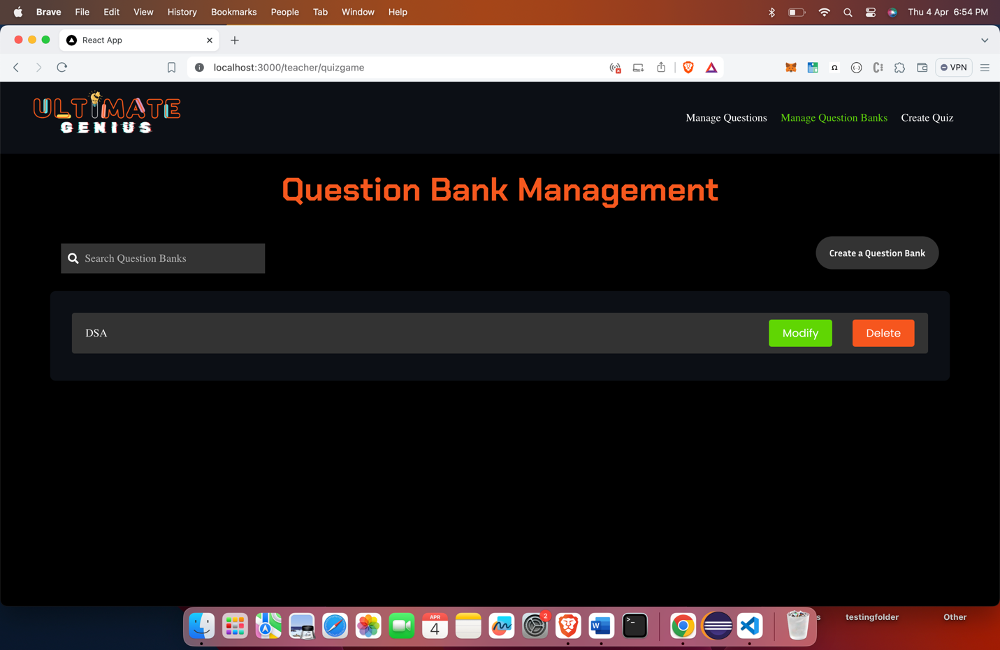 Brave File Edit View History Bookmarks People Tab Window Help Thu 4 Apr 6:54 PM
React App
localhost:3000/teacher/quizgame VPN
ULTIMATE
GENIUS
Manage Questions Manage Question Banks Create Quiz
Question Bank Management
Search Question Banks
Create a Question Bank
DSA Modify Delete
APR
4
2
W
>_
s testingfolder Other